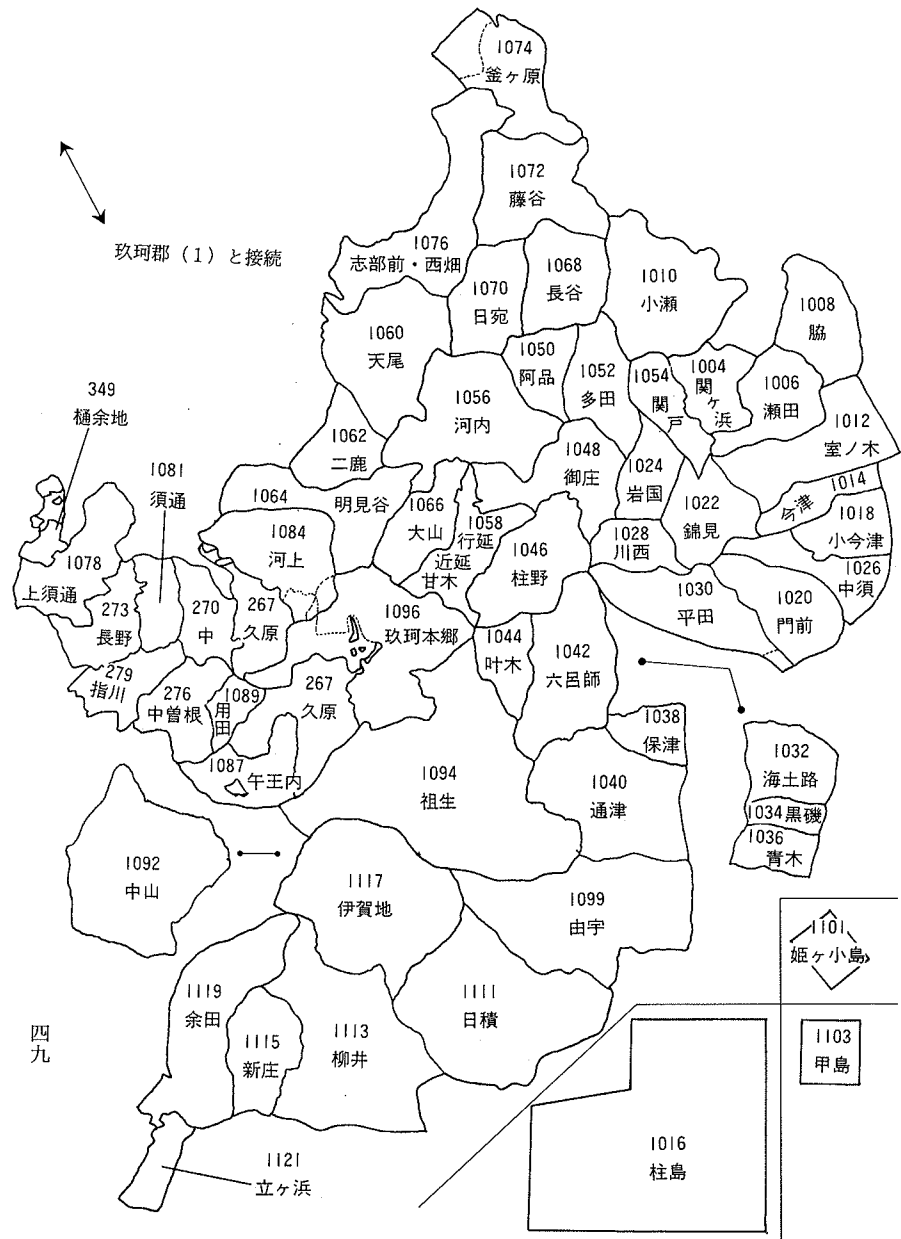 1074
釜ヶ原
1072
藤谷
玖珂郡（1）と接続
1076
志部前・西畑
1070
日宛
1068
長谷
1010
小瀬
1008
脇
1060
天尾
1050
阿品
1052
多田
1054
関戸
1004
関ヶ浜
1006
瀬田
349
樋余地
1056
河内
1012
室ノ木
1062
二鹿
1048
御庄
1024
岩国
1081
須通
1064
明見谷
1066
大山
1058
行延
近延
甘木
1022
錦見
1014
今津
1018
小今津
1084
河上
1046
柱野
1028
川西
1026
中須
1078
上須通
273
長野
270
中
267
久原
1096
玖珂本郷
1030
平田
1020
門前
1044
叶木
1042
六呂師
279
指川
276
中曽根
1089
用田
267
久原
1038
保津
1032
海土路
1087
午王内
1094
祖生
1040
通津
1034黒磯
1036
青木
1092
中山
1117
伊賀地
1099
由宇
1101
姫ヶ小島
1119
余田
1111
日積
四九
1115
新庄
1113
柳井
1103
甲島
1016
柱島
1121
立ヶ浜